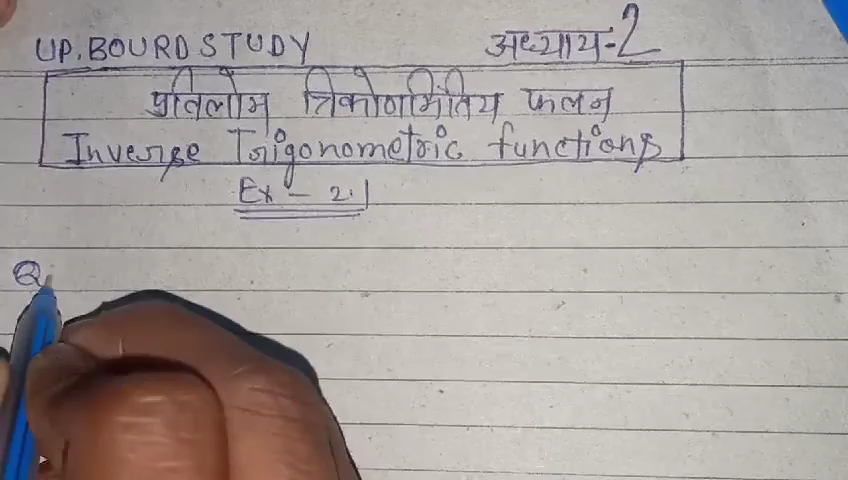 UP. BOURD STUDY अध्याय-2
प्रतिलोम त्रिकोणमितिय फलन
Inverse Trigonometric functions
Ex - 2.1
Q